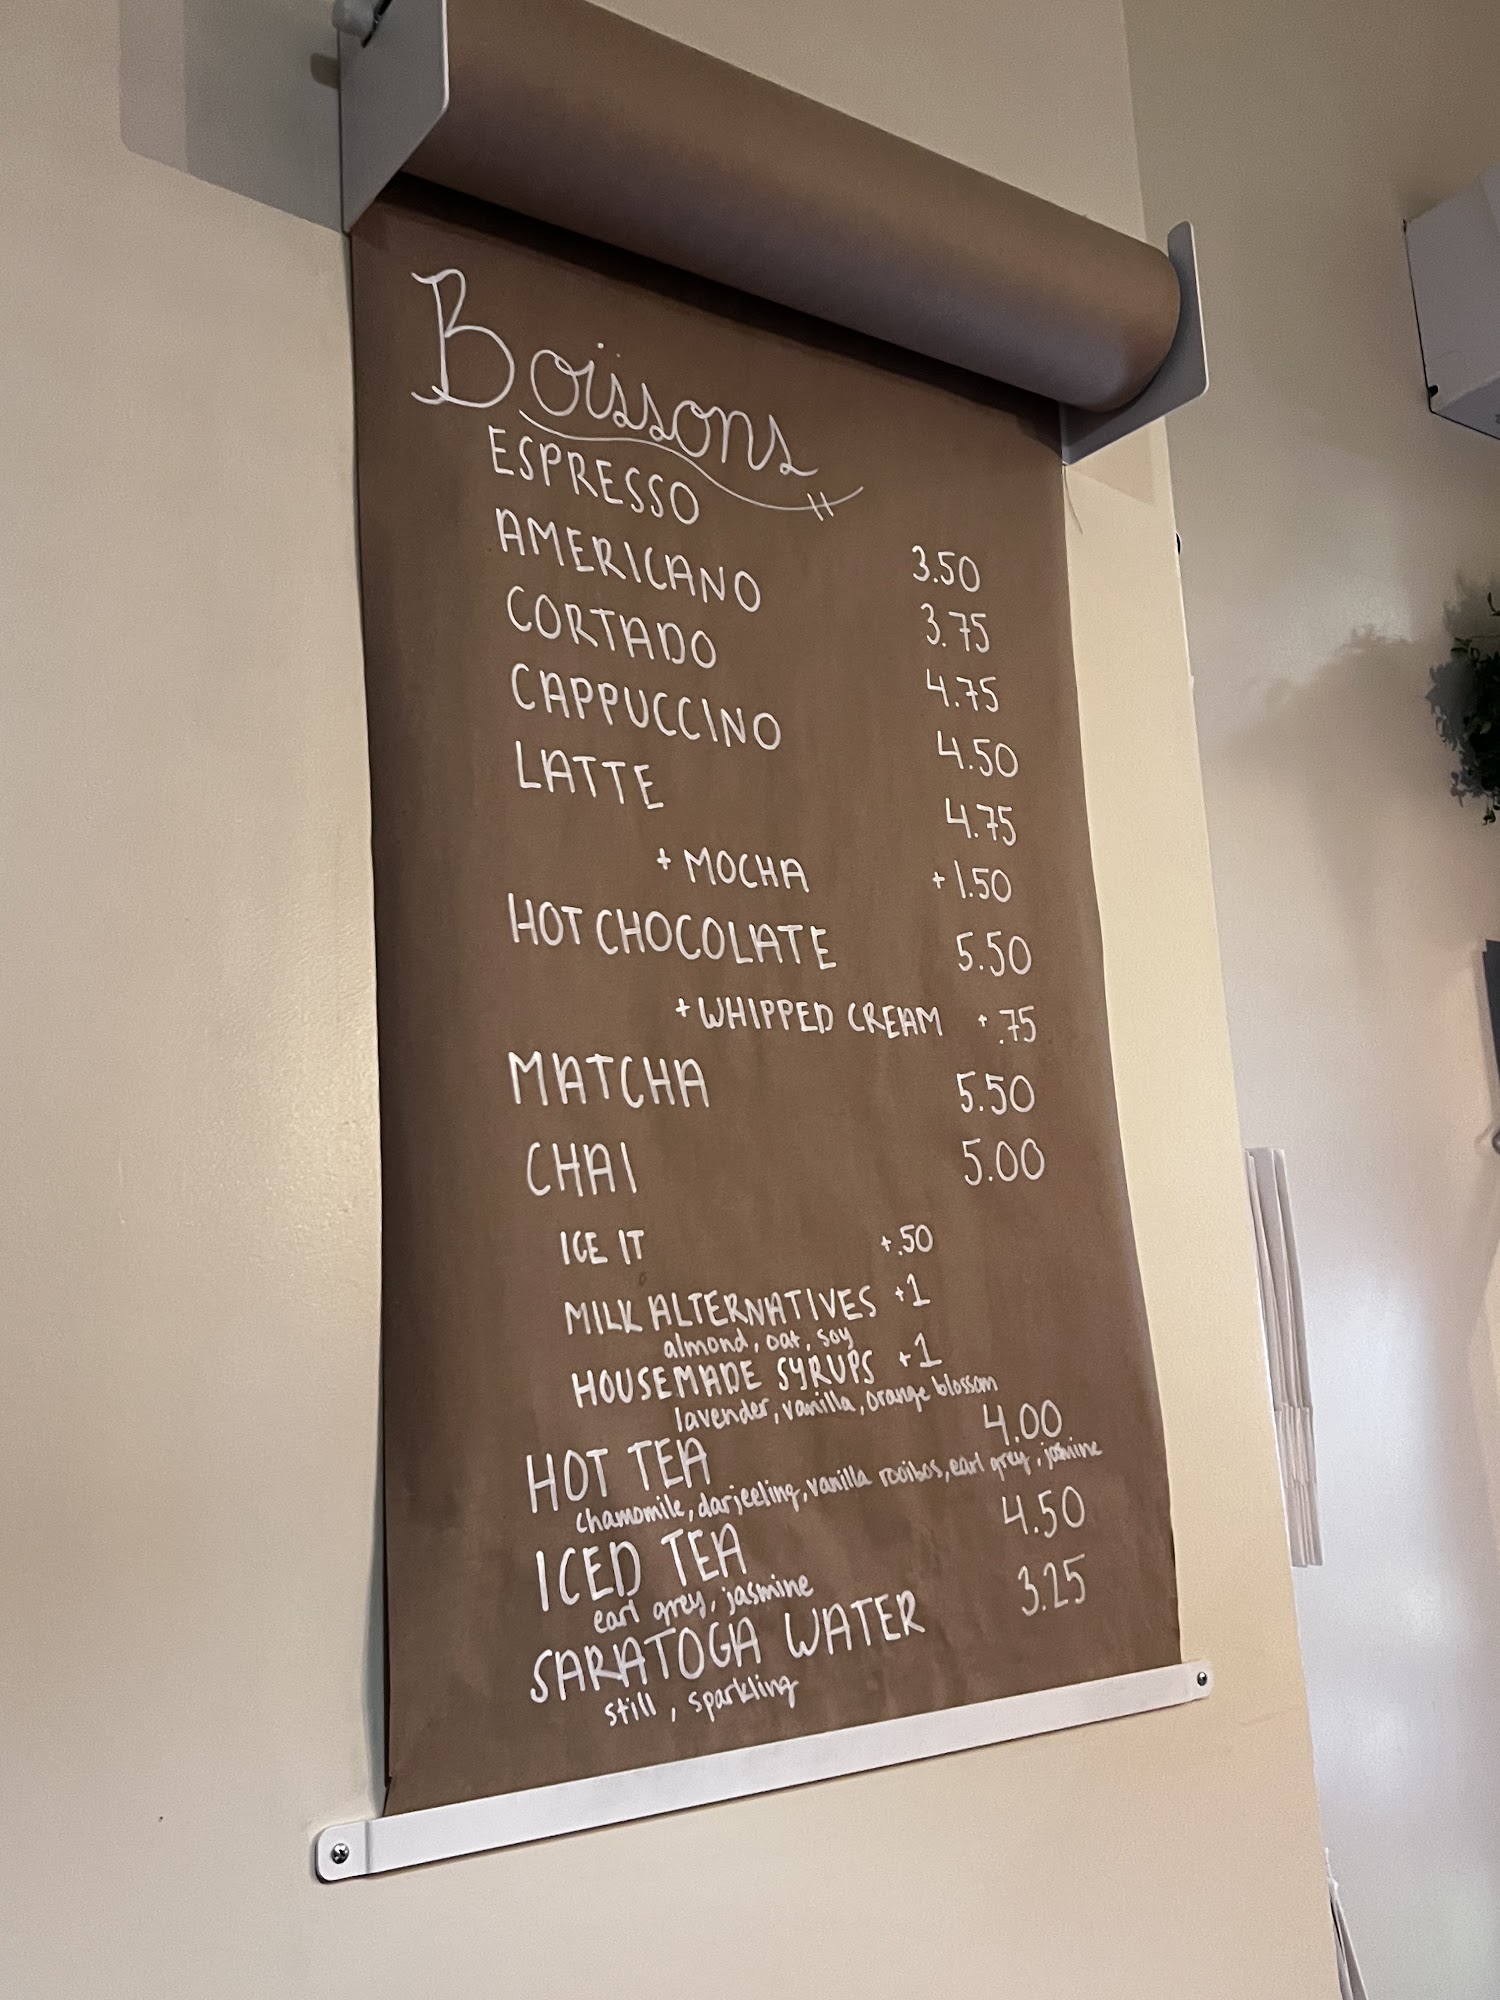 Boissons
ESPRESSO 3.50
AMERICANO 3.75
CORTADO 4.75
CAPPUCCINO 4.50
LATTE 4.75
+ MOCHA +1.50
HOT CHOCOLATE 5.50
+ WHIPPED CREAM +.75
MATCHA 5.50
CHAI 5.00
ICE IT +.50
MILK ALTERNATIVES +1
almond, oat, soy
HOUSEMADE SYRUPS +1
lavender, vanilla, orange blossom
HOT TEA 4.00
chamomile, darjeeling, vanilla rooibos, earl grey, jasmine
ICED TEA 4.50
earl grey, jasmine
SARATOGA WATER 3.25
still, sparkling